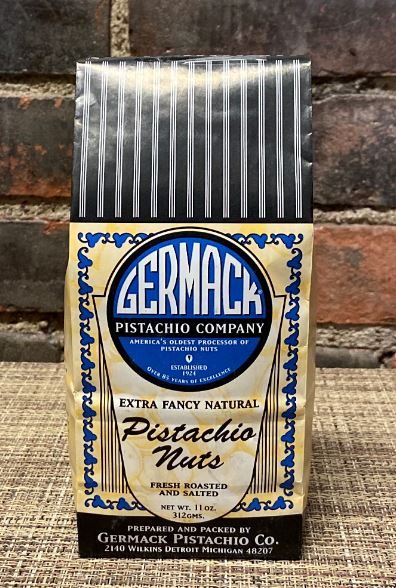 GERMACK
PISTACHIO COMPANY
AMERICA'S OLDEST PROCESSOR OF
PISTACHIO NUTS
ESTABLISHED
1924
OVER 85 YEARS OF EXCELLENCE
EXTRA FANCY NATURAL
Pistachio
Nuts
FRESH ROASTED
AND SALTED
NET WT. 11 OZ.
312GMS.
PREPARED AND PACKED BY
GERMACK PISTACHIO CO.
2140 WILKINS DETROIT MICHIGAN 48207